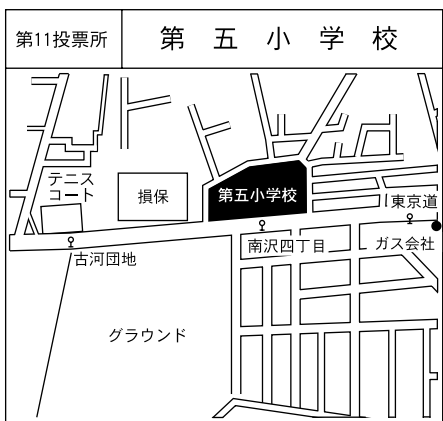 第11投票所
第五小学校
テニス
コート
損保
第五小学校
東京道
南沢四丁目
ガス会社
古河団地
グラウンド